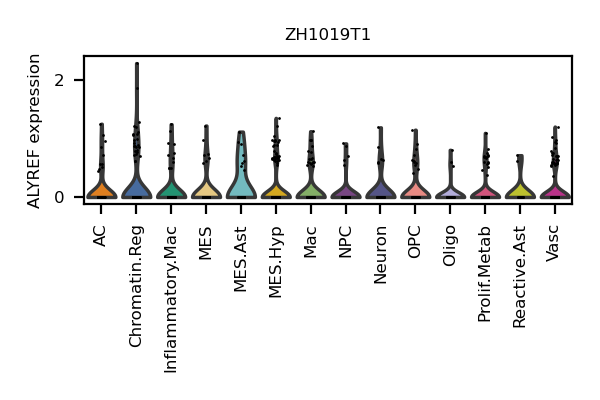 ZH1019T1
ALYREF expression
2
0
AC
Chromatin.Reg
Inflammatory.Mac
MES
MES.Ast
MES.Hyp
Mac
NPC
Neuron
OPC
Oligo
Prolif.Metab
Reactive.Ast
Vasc